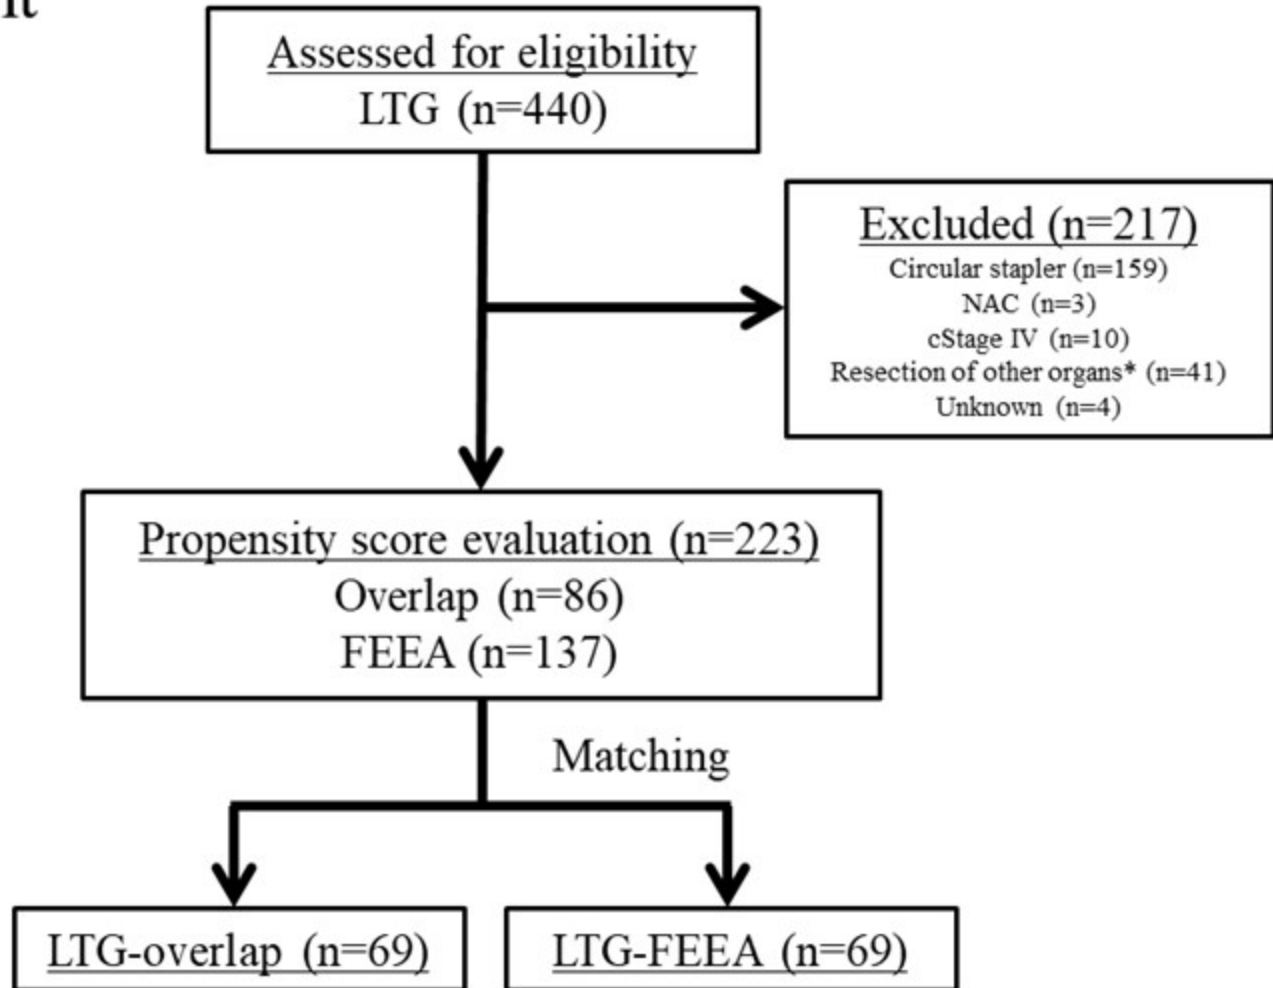 Assessed for eligibility
LTG (n=440)
Excluded (n=217)
Circular stapler (n=159)
NAC (n=3)
cStage IV (n=10)
Resection of other organs* (n=41)
Unknown (n=4)
Propensity score evaluation (n=223)
Overlap (n=86)
FEEA (n=137)
Matching
LTG-overlap (n=69)
LTG-FEEA (n=69)